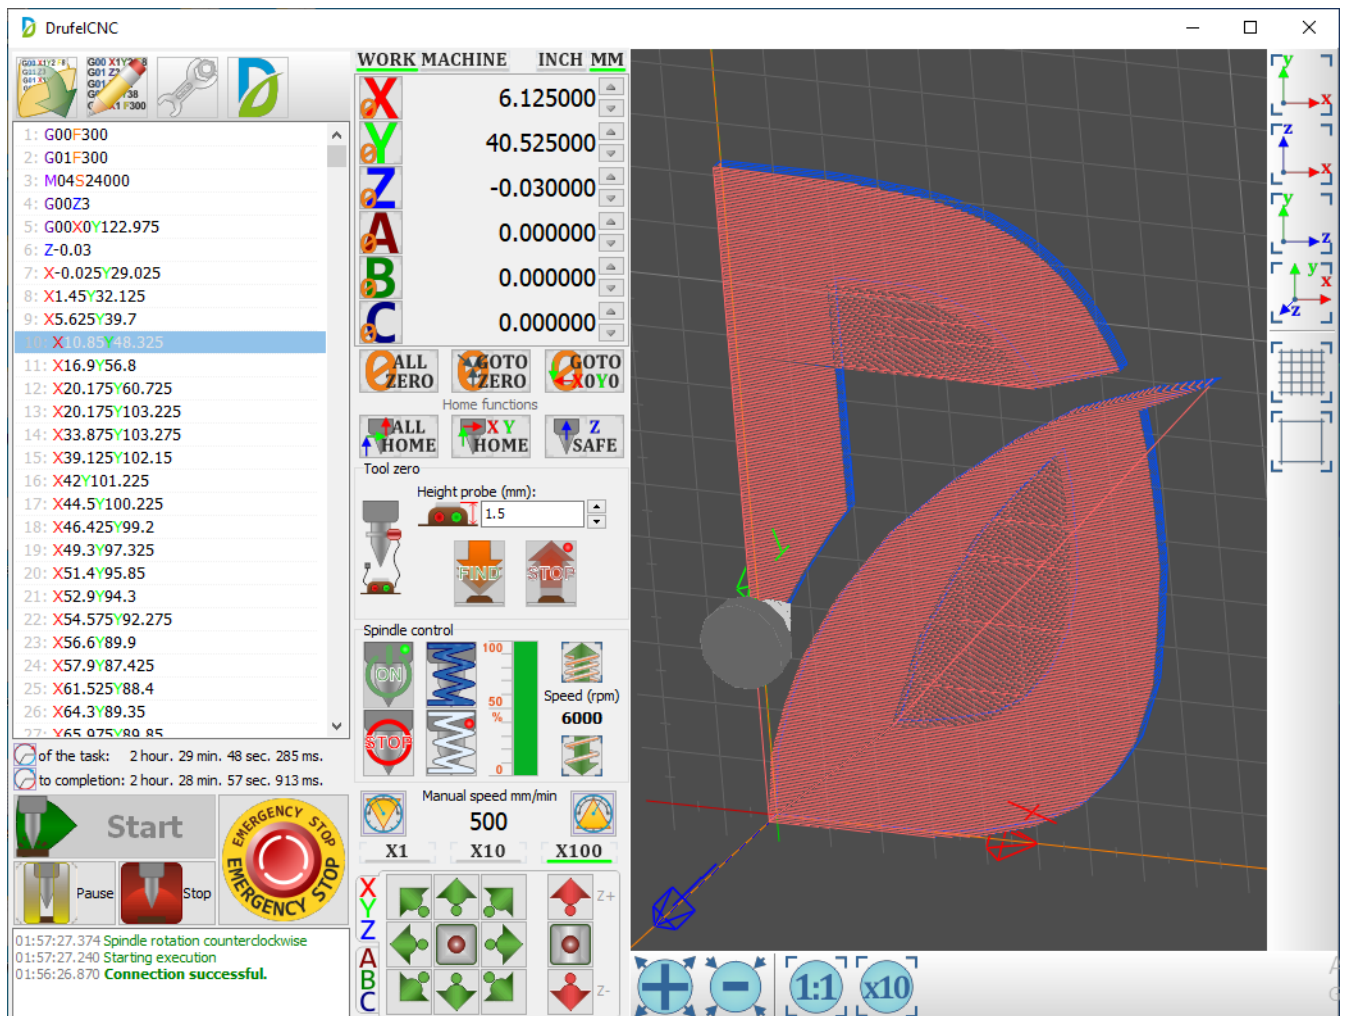 DrufelCNC
WORK MACHINE INCH MM
X 6.125000
Y 40.525000
Z -0.030000
A 0.000000
B 0.000000
C 0.000000
1: G00F300
2: G01F300
3: M04S24000
4: G00Z3
5: G00X0Y122.975
6: Z-0.03
7: X-0.025Y29.025
8: X1.45Y32.125
9: X5.625Y39.7
10: X10.85Y48.325
11: X16.9Y56.8
12: X20.175Y60.725
13: X20.175Y103.225
14: X33.875Y103.275
15: X39.125Y102.15
16: X42Y101.225
17: X44.5Y100.225
18: X46.425Y99.2
19: X49.3Y97.325
20: X51.4Y95.85
21: X52.9Y94.3
22: X54.575Y92.275
23: X56.6Y89.9
24: X57.9Y87.425
25: X61.525Y88.4
26: X64.3Y89.35
27: X65.975Y89.85
of the task: 2 hour. 29 min. 48 sec. 285 ms.
to completion: 2 hour. 28 min. 57 sec. 913 ms.
Start
Pause
Stop
EMERGENCY STOP
EMERGENCY STOP
01:57:27.374 Spindle rotation counterclockwise
01:57:27.240 Starting execution
01:56:26.870 Connection successful.
0 ALL ZERO
GOTO ZERO
GOTO X0Y0
Home functions
ALL HOME
X Y HOME
Z SAFE
Tool zero
Height probe (mm):
1.5
FIND
STOP
Spindle control
ON
STOP
100
50
%
0
Speed (rpm)
6000
Manual speed mm/min
500
X1 X10 X100
X
Y
Z
A
B
C
Z+
Z-
Y
X
y
x
z
x
y
z
y
x
z
1:1
x10